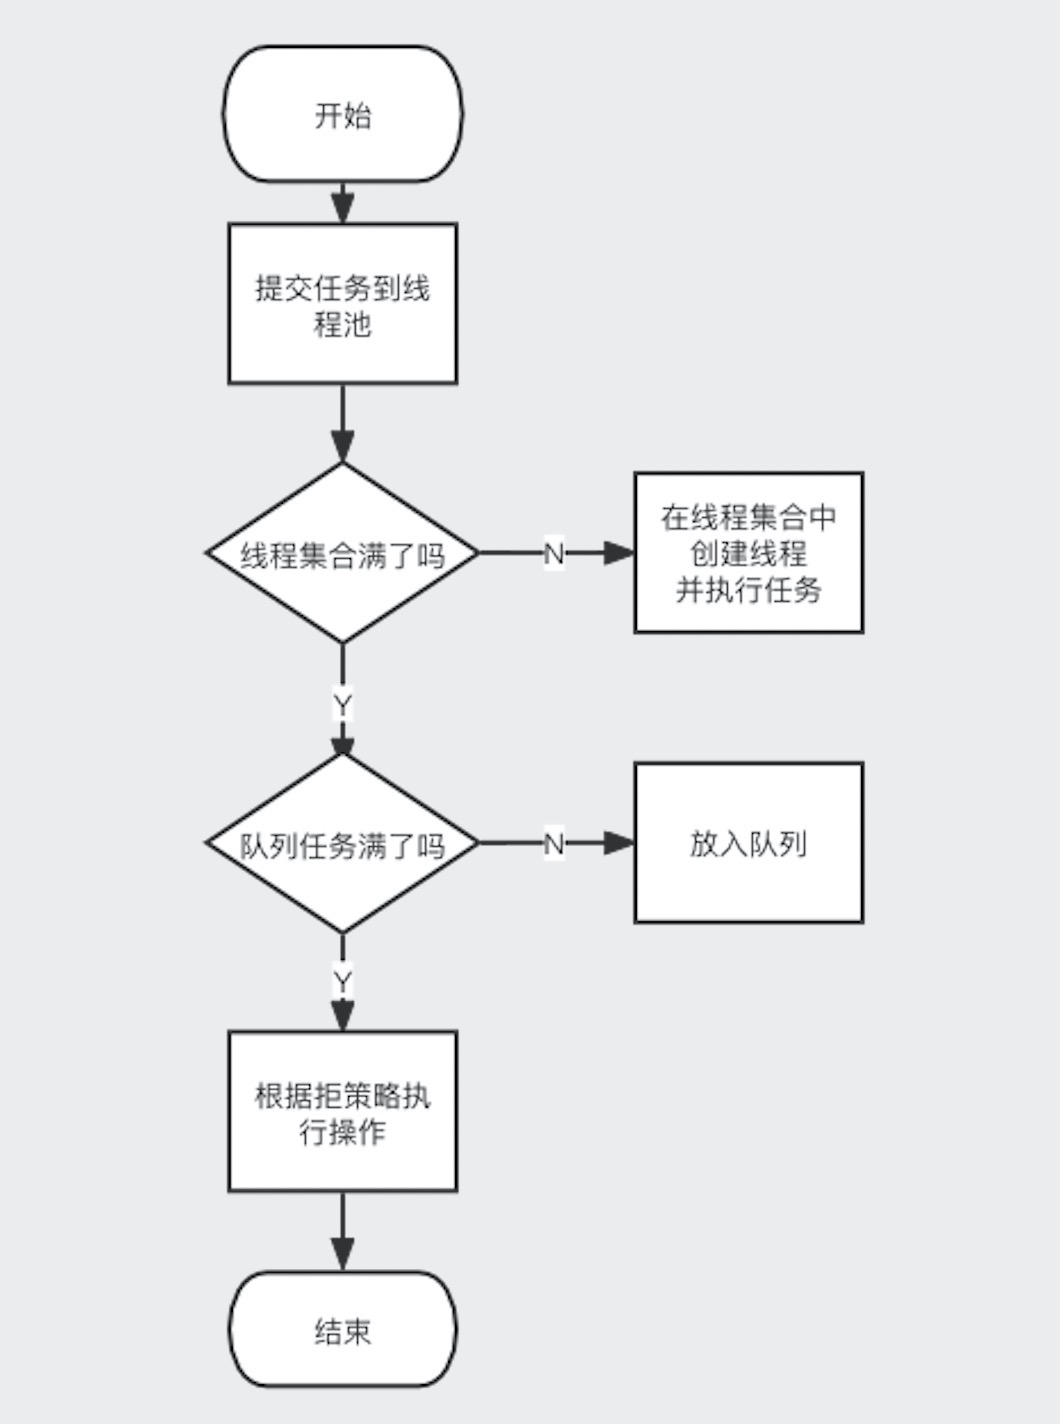 开始
提交任务到线
程池
线程集合满了吗
N
在线程集合中
创建线程
并执行任务
Y
队列任务满了吗
N
放入队列
Y
根据拒策略执
行操作
结束